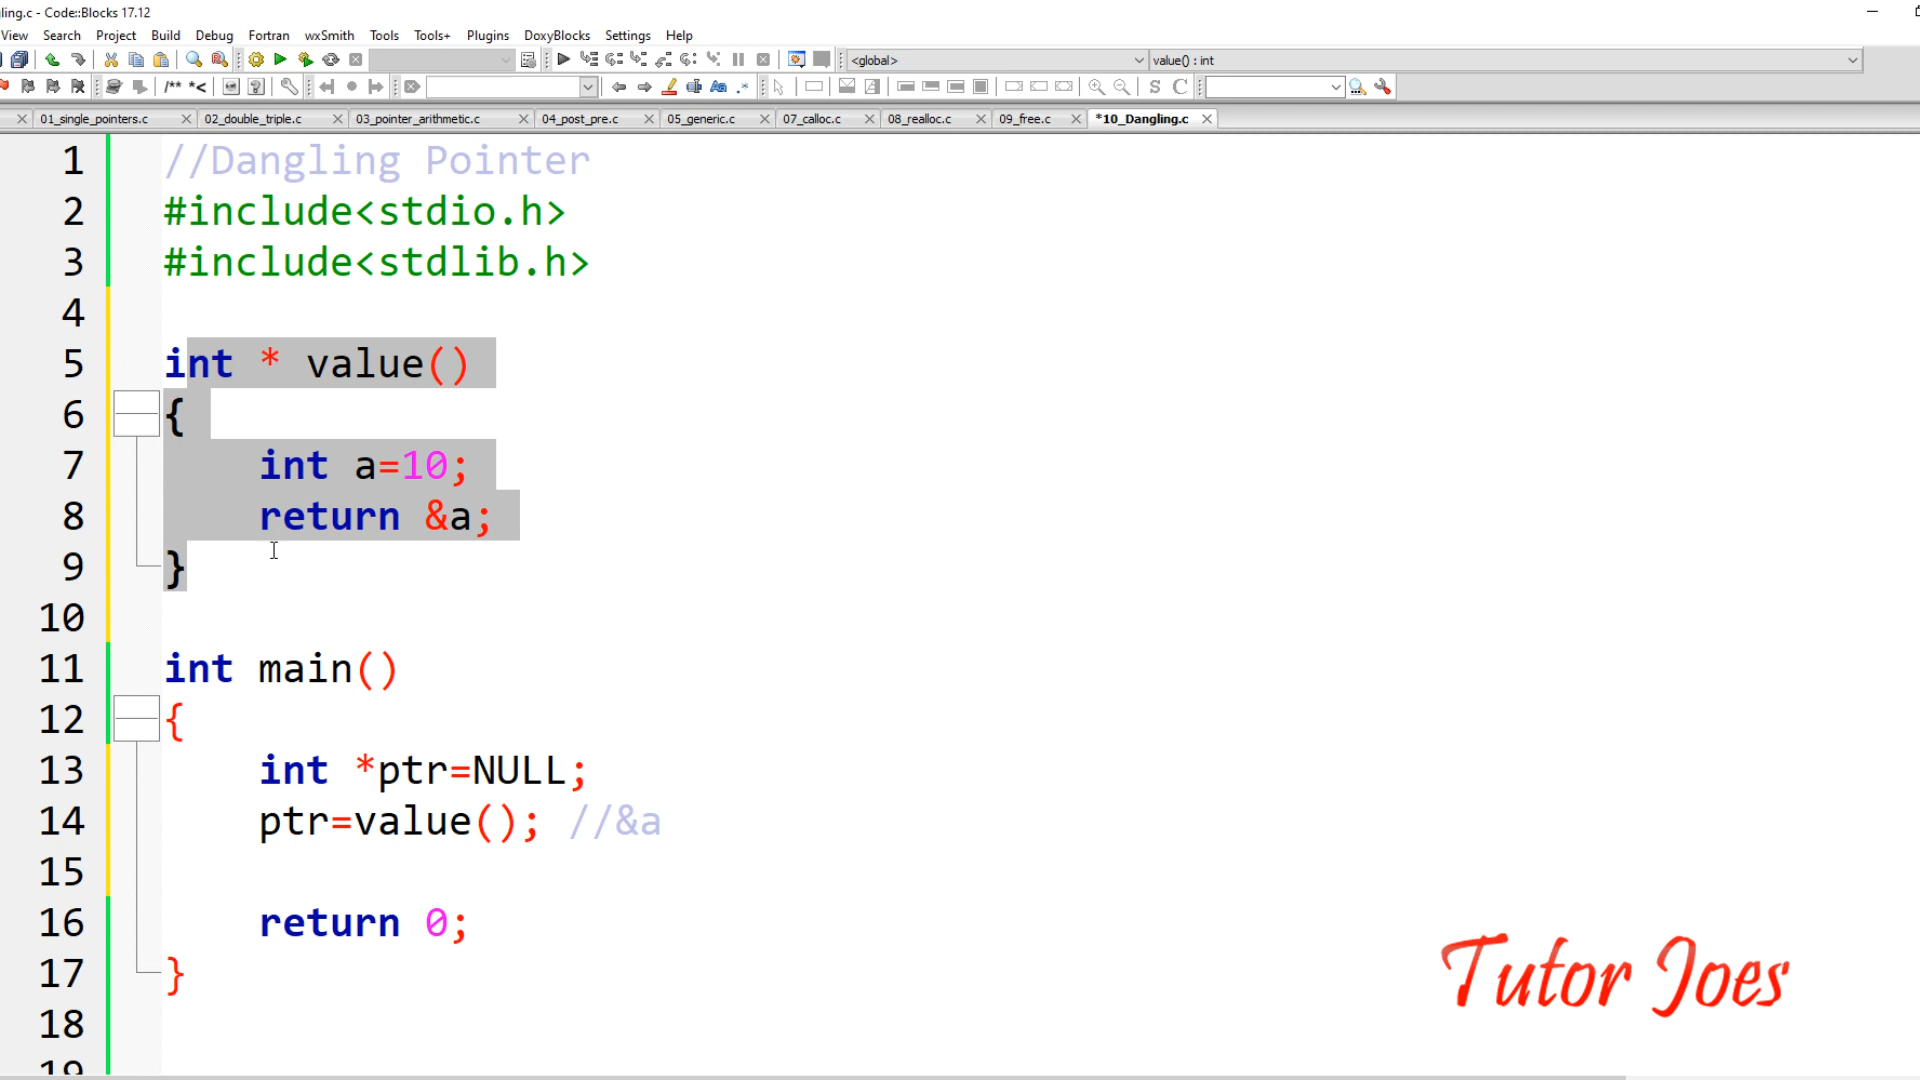 ling.c - Code::Blocks 17.12
View Search Project Build Debug Fortran wxSmith Tools Tools+ Plugins DoxyBlocks Settings Help
<global> value() : int
/** *<
S C
01_single_pointers.c 02_double_triple.c 03_pointer_arithmetic.c 04_post_pre.c 05_generic.c 07_calloc.c 08_realloc.c 09_free.c *10_Dangling.c
1 //Dangling Pointer
2 #include<stdio.h>
3 #include<stdlib.h>
4
5 int * value()
6 {
7 int a=10;
8 return &a;
9 }
10
11 int main()
12 {
13 int *ptr=NULL;
14 ptr=value(); //&a
15
16 return 0;
17 }
18
19
Tutor Joes